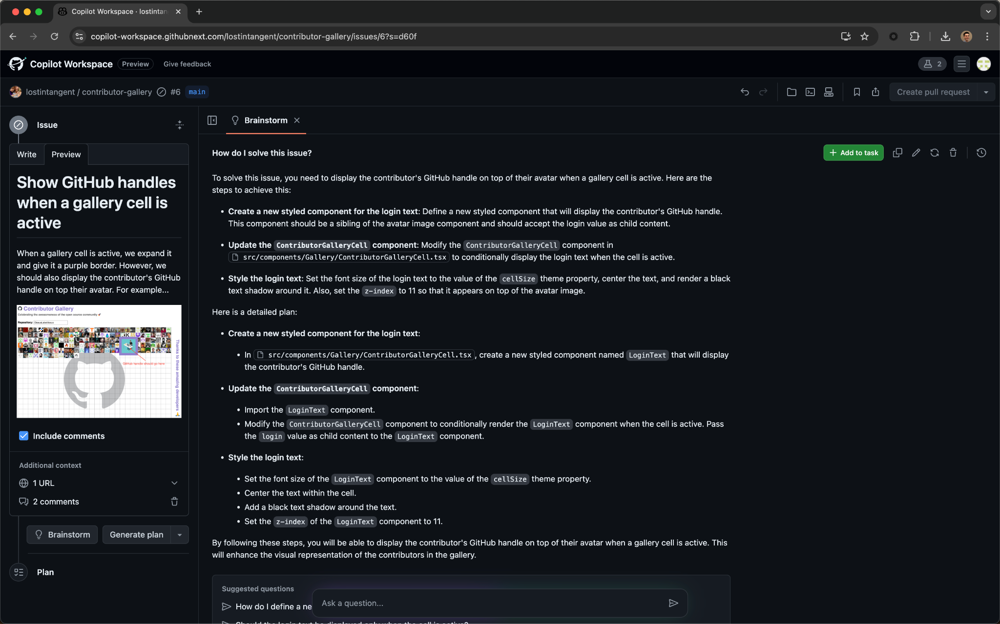 Copilot Workspace · lostintan
copilot-workspace.githubnext.com/lostintangent/contributor-gallery/issues/6?s=d60f
Copilot Workspace Preview Give feedback
2
lostintangent / contributor-gallery #6 main
Create pull request
Issue
Write Preview
Show GitHub handles
when a gallery cell is
active
When a gallery cell is active, we expand it
and give it a purple border. However, we
should also display the contributor's GitHub
handle on top their avatar. For example...
Contributor Gallery
Celebrating the awesomeness of the open source community 🚀
Repository:
GitHub handle should go here
Thanks to these amazing developers 🙏
Include comments
Additional context
1 URL
2 comments
Brainstorm Generate plan
Plan
Brainstorm
How do I solve this issue?
Add to task
To solve this issue, you need to display the contributor's GitHub handle on top of their avatar when a gallery cell is active. Here are the
steps to achieve this:
• Create a new styled component for the login text: Define a new styled component that will display the contributor's GitHub handle.
This component should be a sibling of the avatar image component and should accept the login value as child content.
• Update the ContributorGalleryCell component: Modify the ContributorGalleryCell component in
src/components/Gallery/ContributorGalleryCell.tsx to conditionally display the login text when the cell is active.
• Style the login text: Set the font size of the login text to the value of the cellSize theme property, center the text, and render a black
text shadow around it. Also, set the z-index to 11 so that it appears on top of the avatar image.
Here is a detailed plan:
• Create a new styled component for the login text:
• In src/components/Gallery/ContributorGalleryCell.tsx, create a new styled component named LoginText that will display
the contributor's GitHub handle.
• Update the ContributorGalleryCell component:
• Import the LoginText component.
• Modify the ContributorGalleryCell component to conditionally render the LoginText component when the cell is active. Pass
the login value as child content to the LoginText component.
• Style the login text:
• Set the font size of the LoginText component to the value of the cellSize theme property.
• Center the text within the cell.
• Add a black text shadow around the text.
• Set the z-index of the LoginText component to 11.
By following these steps, you will be able to display the contributor's GitHub handle on top of their avatar when a gallery cell is active. This
will enhance the visual representation of the contributors in the gallery.
Suggested questions
How do I define a ne
Ask a question...
Should the login text be displayed only when the cell is active?